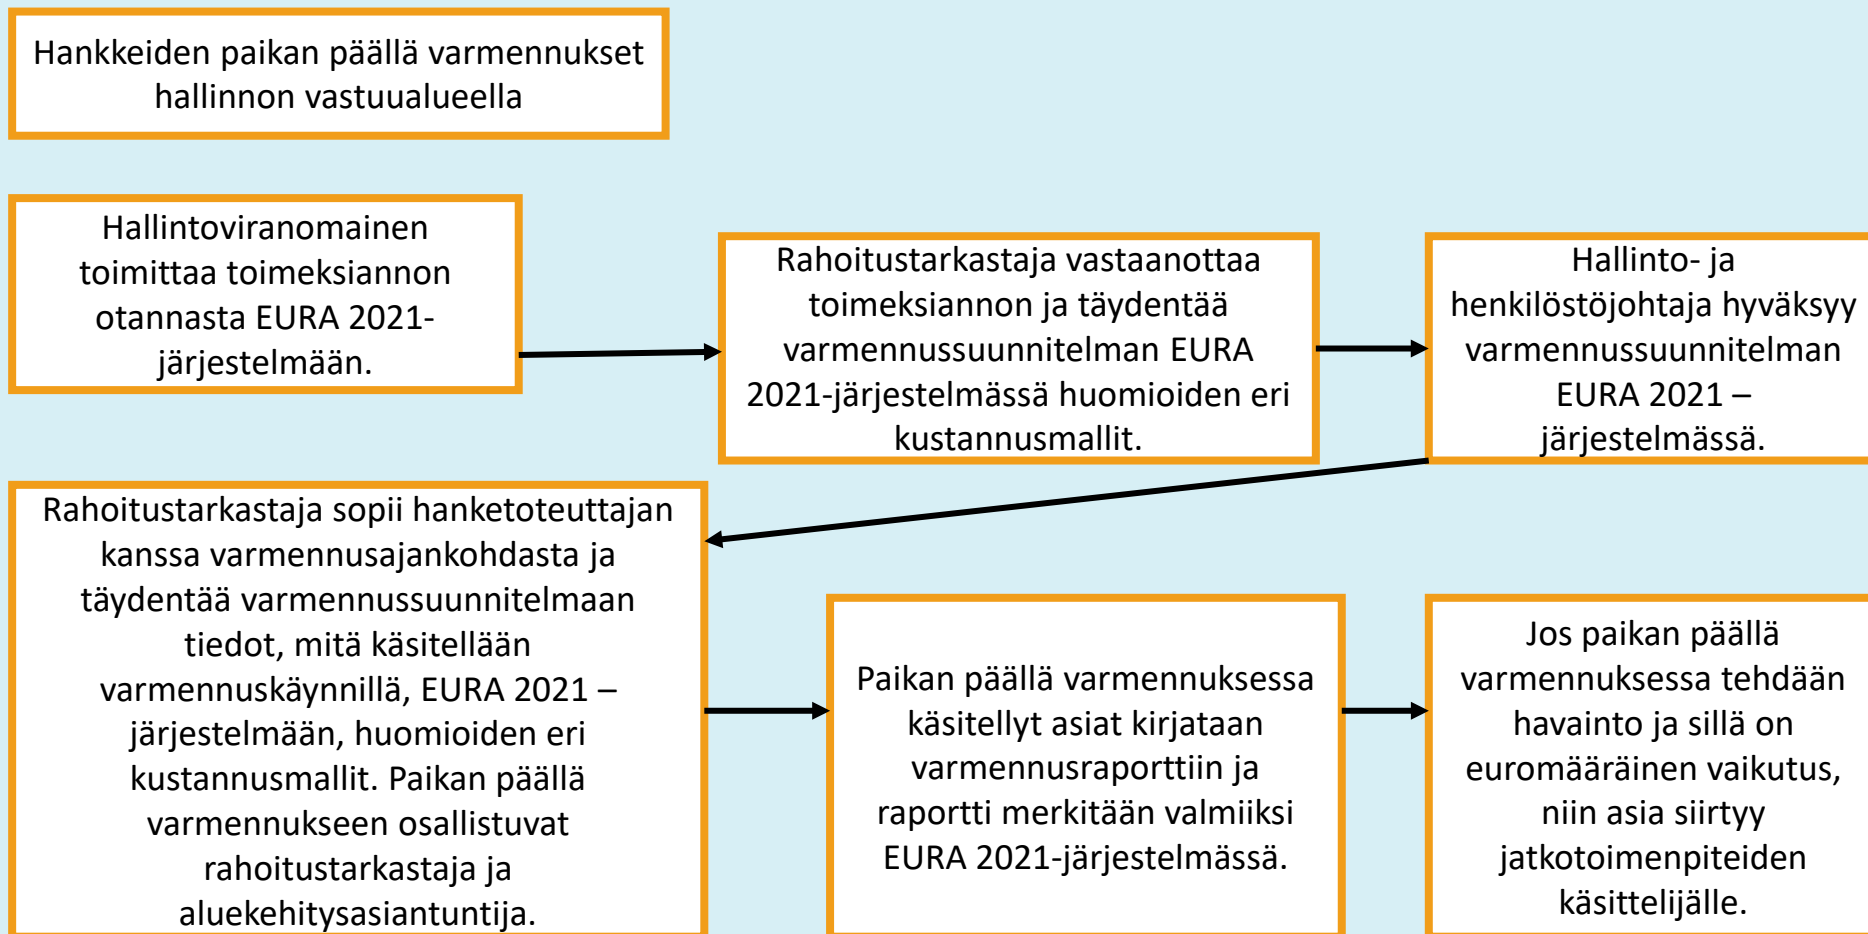 Hankkeiden paikan päällä varmennukset
hallinnon vastuualueella
Hallintoviranomainen
toimittaa toimeksiannon
otannasta EURA 2021-
järjestelmään.
Rahoitustarkastaja vastaanottaa
toimeksiannon ja täydentää
varmennussuunnitelman EURA
2021-järjestelmässä huomioiden eri
kustannusmallit.
Hallinto- ja
henkilöstöjohtaja hyväksyy
varmennussuunnitelman
EURA 2021 –
järjestelmässä.
Rahoitustarkastaja sopii hanketoteuttajan
kanssa varmennusajankohdasta ja
täydentää varmennussuunnitelmaan
tiedot, mitä käsitellään
varmennuskäynnillä, EURA 2021 –
järjestelmään, huomioiden eri
kustannusmallit. Paikan päällä
varmennukseen osallistuvat
rahoitustarkastaja ja
aluekehitysasiantuntija.
Paikan päällä varmennuksessa
käsitellyt asiat kirjataan
varmennusraporttiin ja
raportti merkitään valmiiksi
EURA 2021-järjestelmässä.
Jos paikan päällä
varmennuksessa tehdään
havainto ja sillä on
euromääräinen vaikutus,
niin asia siirtyy
jatkotoimenpiteiden
käsittelijälle.